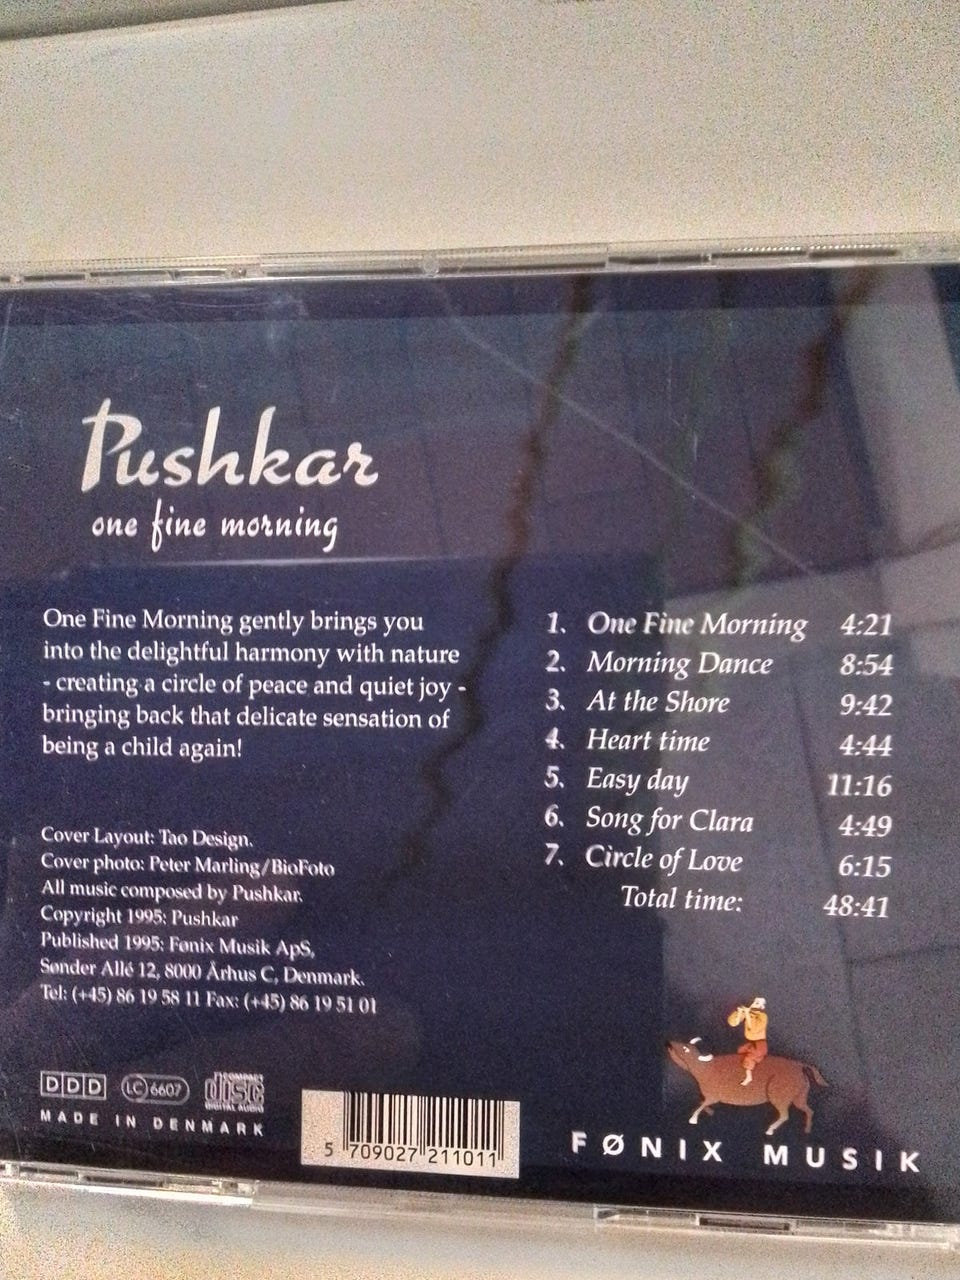 Pushkar
one fine morning
One Fine Morning gently brings you
into the delightful harmony with nature
- creating a circle of peace and quiet joy -
bringing back that delicate sensation of
being a child again!
Cover Layout: Tao Design.
Cover photo: Peter Marling/BioFoto
All music composed by Pushkar.
Copyright 1995: Pushkar
Published 1995: Fønix Musik ApS,
Sønder Allé 12, 8000 Århus C, Denmark.
Tel: (+45) 86 19 58 11 Fax: (+45) 86 19 51 01
1. One Fine Morning 4:21
2. Morning Dance 8:54
3. At the Shore 9:42
4. Heart time 4:44
5. Easy day 11:16
6. Song for Clara 4:49
7. Circle of Love 6:15
Total time: 48:41
DDD LC 6607 COMPACT disc DIGITAL AUDIO
MADE IN DENMARK
5 709027 211011
FØNIX MUSIK